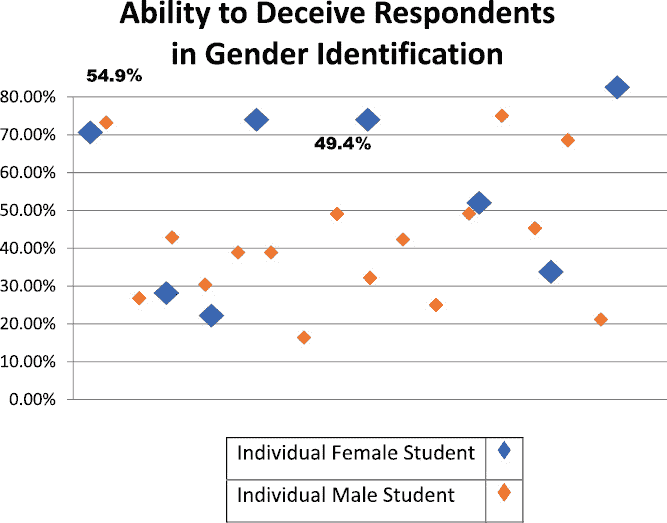 Ability to Deceive Respondents
in Gender Identification
54.9%
80.00%
70.00%
49.4%
60.00%
50.00%
40.00%
30.00%
20.00%
10.00%
0.00%
Individual Female Student
Individual Male Student